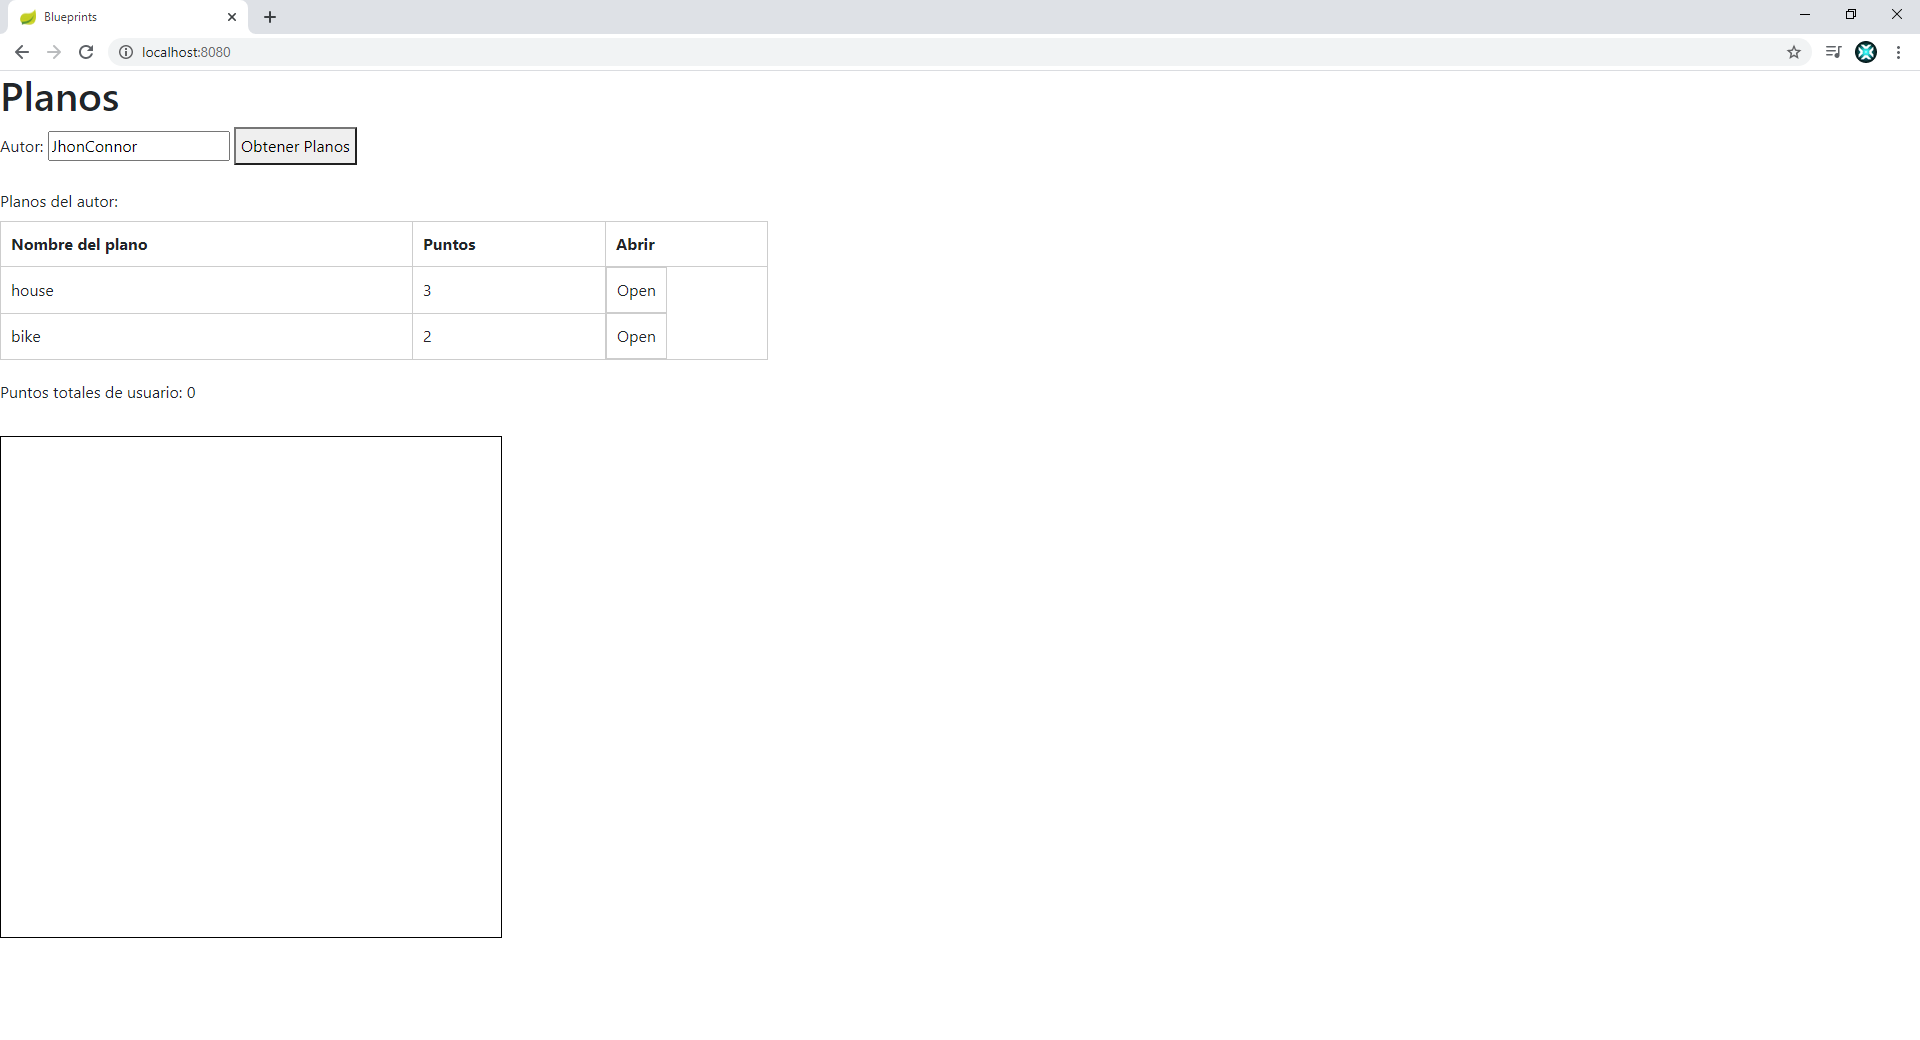 Blueprints
localhost:8080
Planos
Autor: JhonConnor Obtener Planos
Planos del autor:
Nombre del plano Puntos Abrir
house 3 Open
bike 2 Open
Puntos totales de usuario: 0